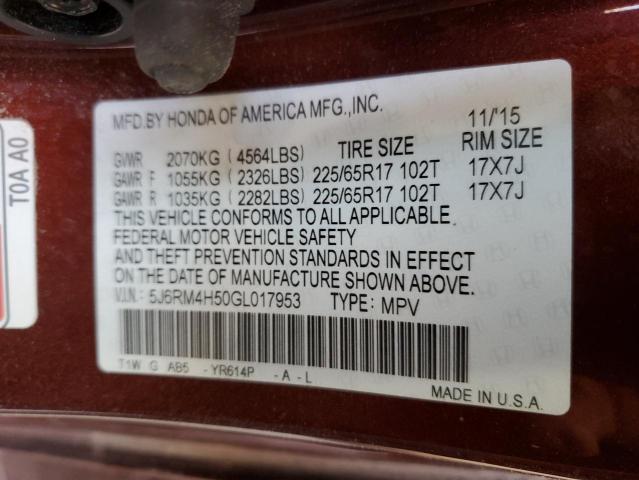 MFD.BY HONDA OF AMERICA MFG.,INC. 11/'15
GVWR 2070KG (4564LBS) TIRE SIZE RIM SIZE
GAWR F 1055KG (2326LBS) 225/65R17 102T 17X7J
GAWR R 1035KG (2282LBS) 225/65R17 102T 17X7J
THIS VEHICLE CONFORMS TO ALL APPLICABLE
FEDERAL MOTOR VEHICLE SAFETY
AND THEFT PREVENTION STANDARDS IN EFFECT
ON THE DATE OF MANUFACTURE SHOWN ABOVE.
V.I.N.: 5J6RM4H50GL017953 TYPE: MPV
T1W G AB5 - YR614P - A - L
MADE IN U.S.A.
T0A A0